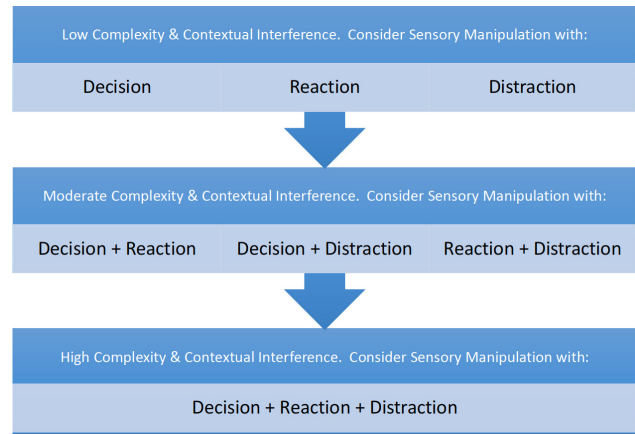 Low Complexity & Contextual Interference. Consider Sensory Manipulation with:
Decision Reaction Distraction
Moderate Complexity & Contextual Interference. Consider Sensory Manipulation with:
Decision + Reaction Decision + Distraction Reaction + Distraction
High Complexity & Contextual Interference. Consider Sensory Manipulation with:
Decision + Reaction + Distraction